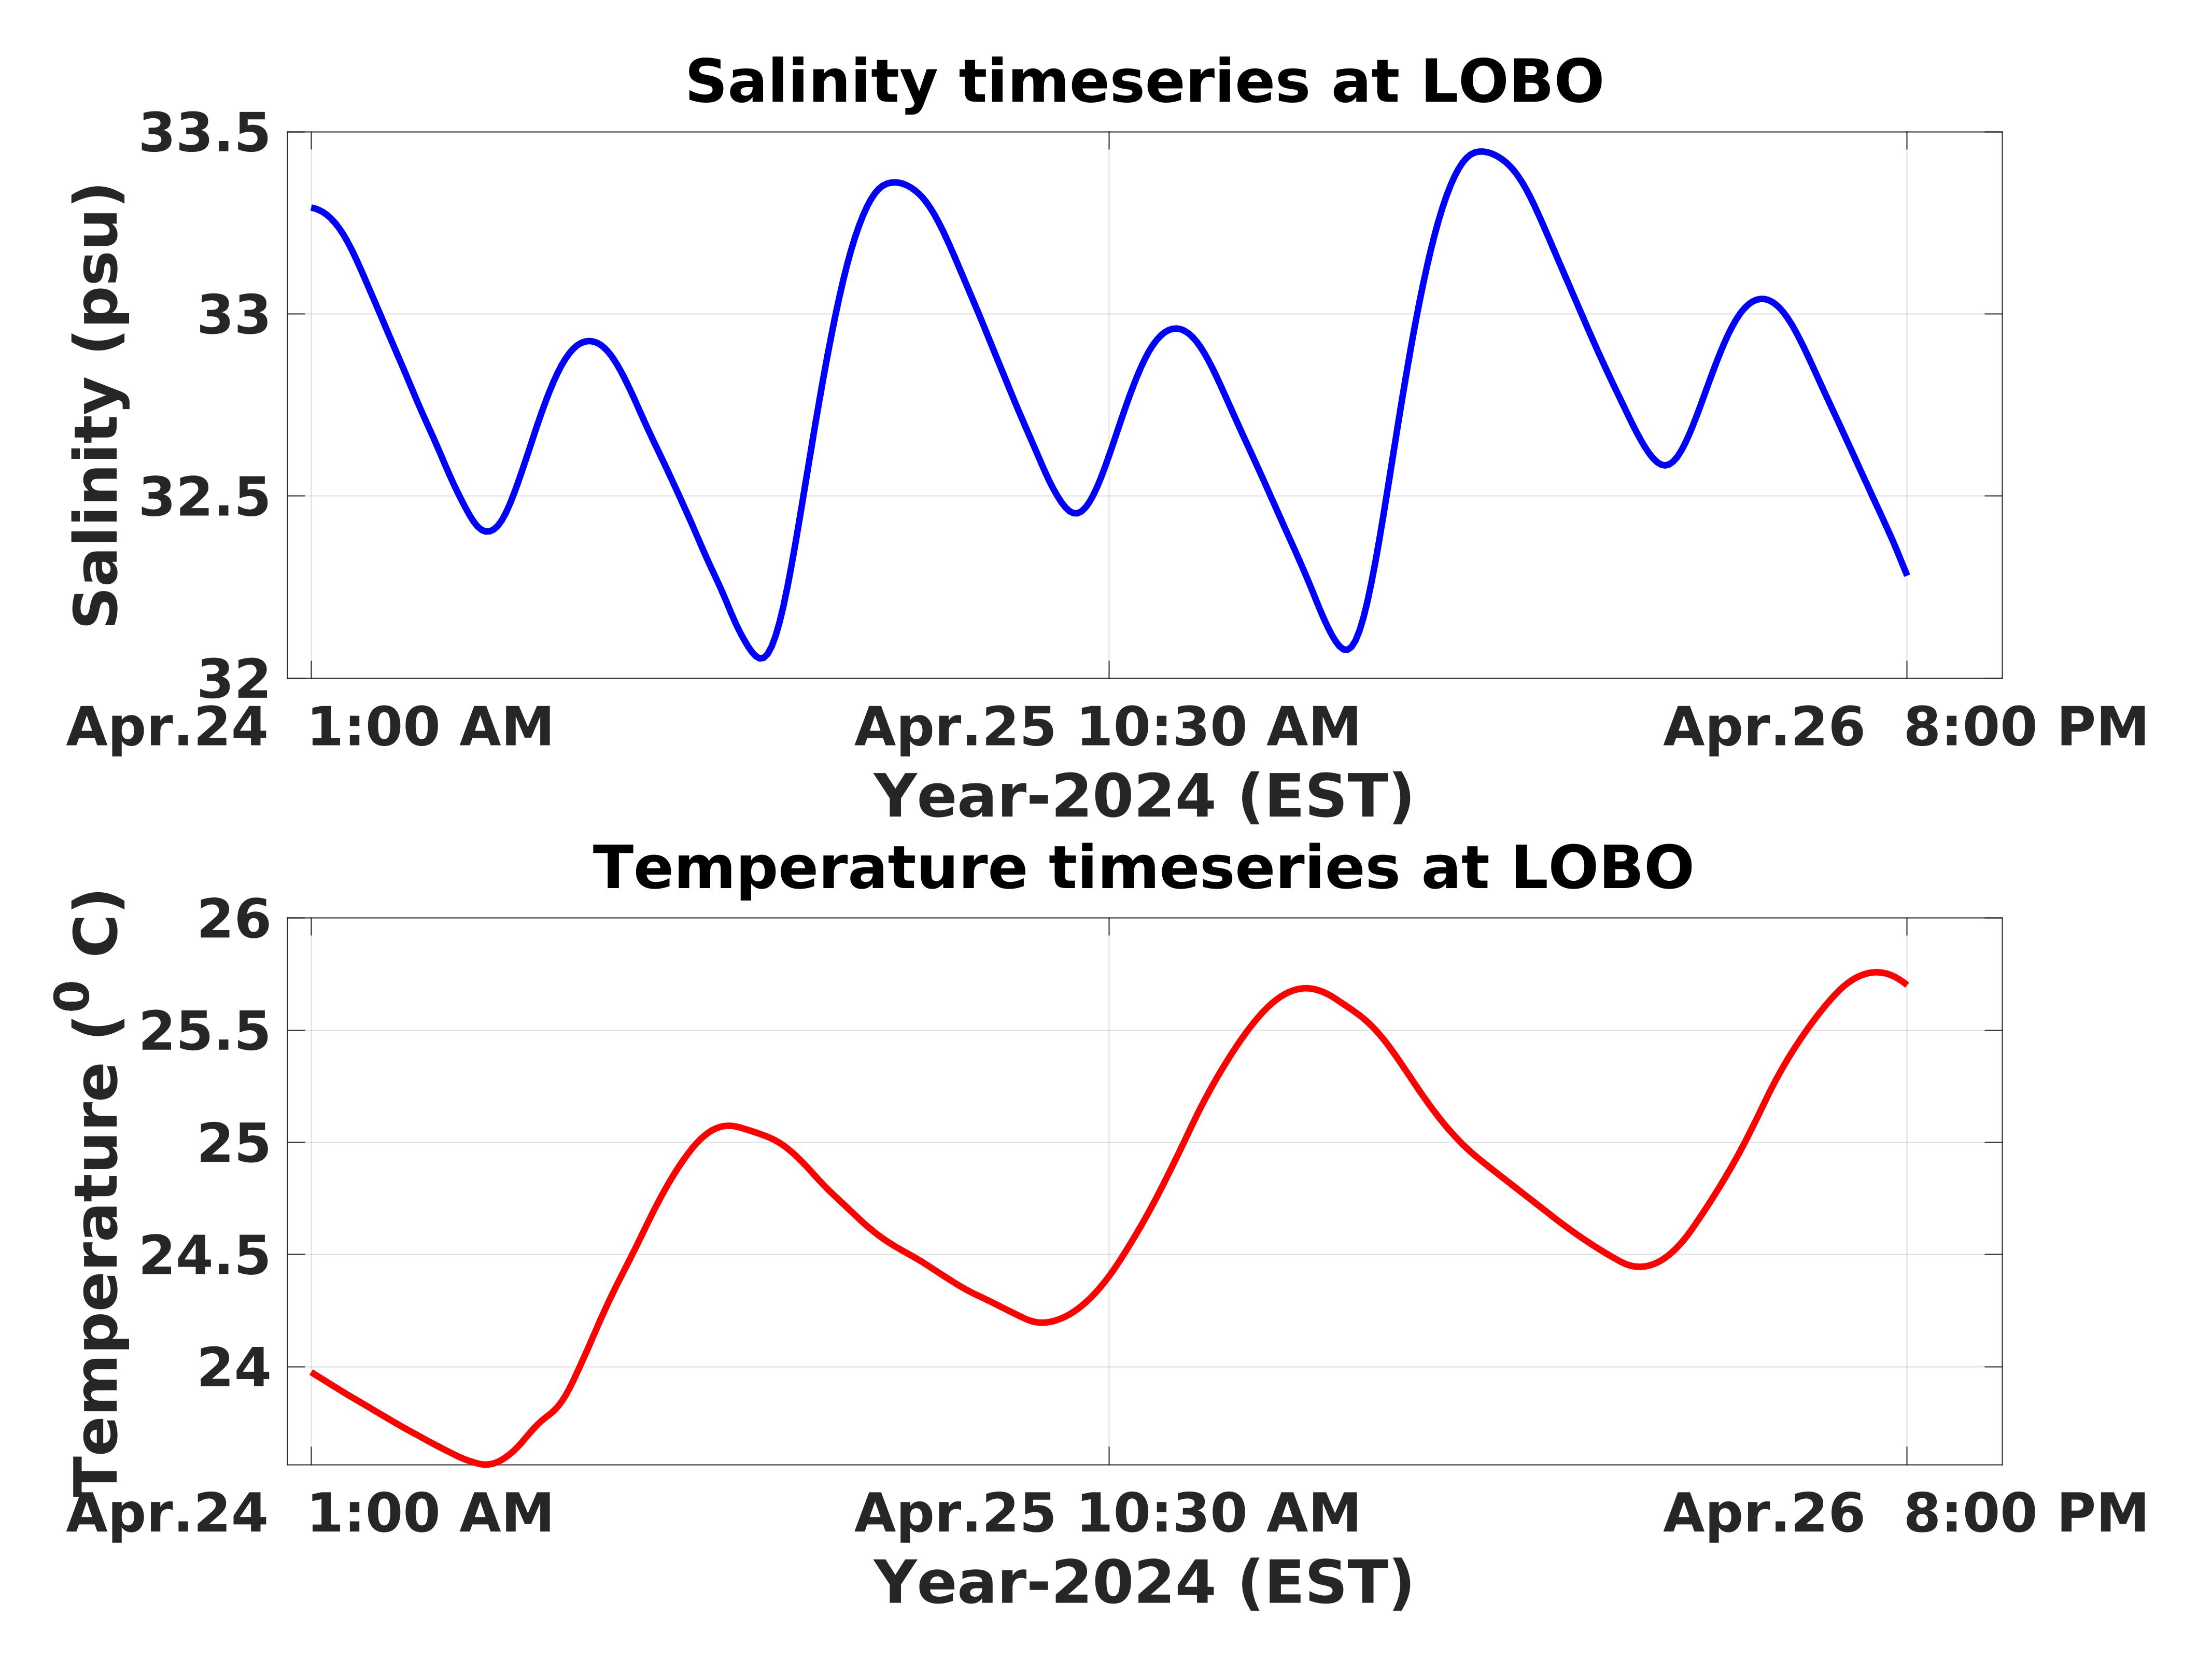 Salinity timeseries at LOBO
Salinity (psu)
33.5
33
32.5
32
Apr.24 1:00 AM
Apr.25 10:30 AM
Apr.26 8:00 PM
Year-2024 (EST)
Temperature timeseries at LOBO
Temperature (⁰ C)
26
25.5
25
24.5
24
Apr.24 1:00 AM
Apr.25 10:30 AM
Apr.26 8:00 PM
Year-2024 (EST)